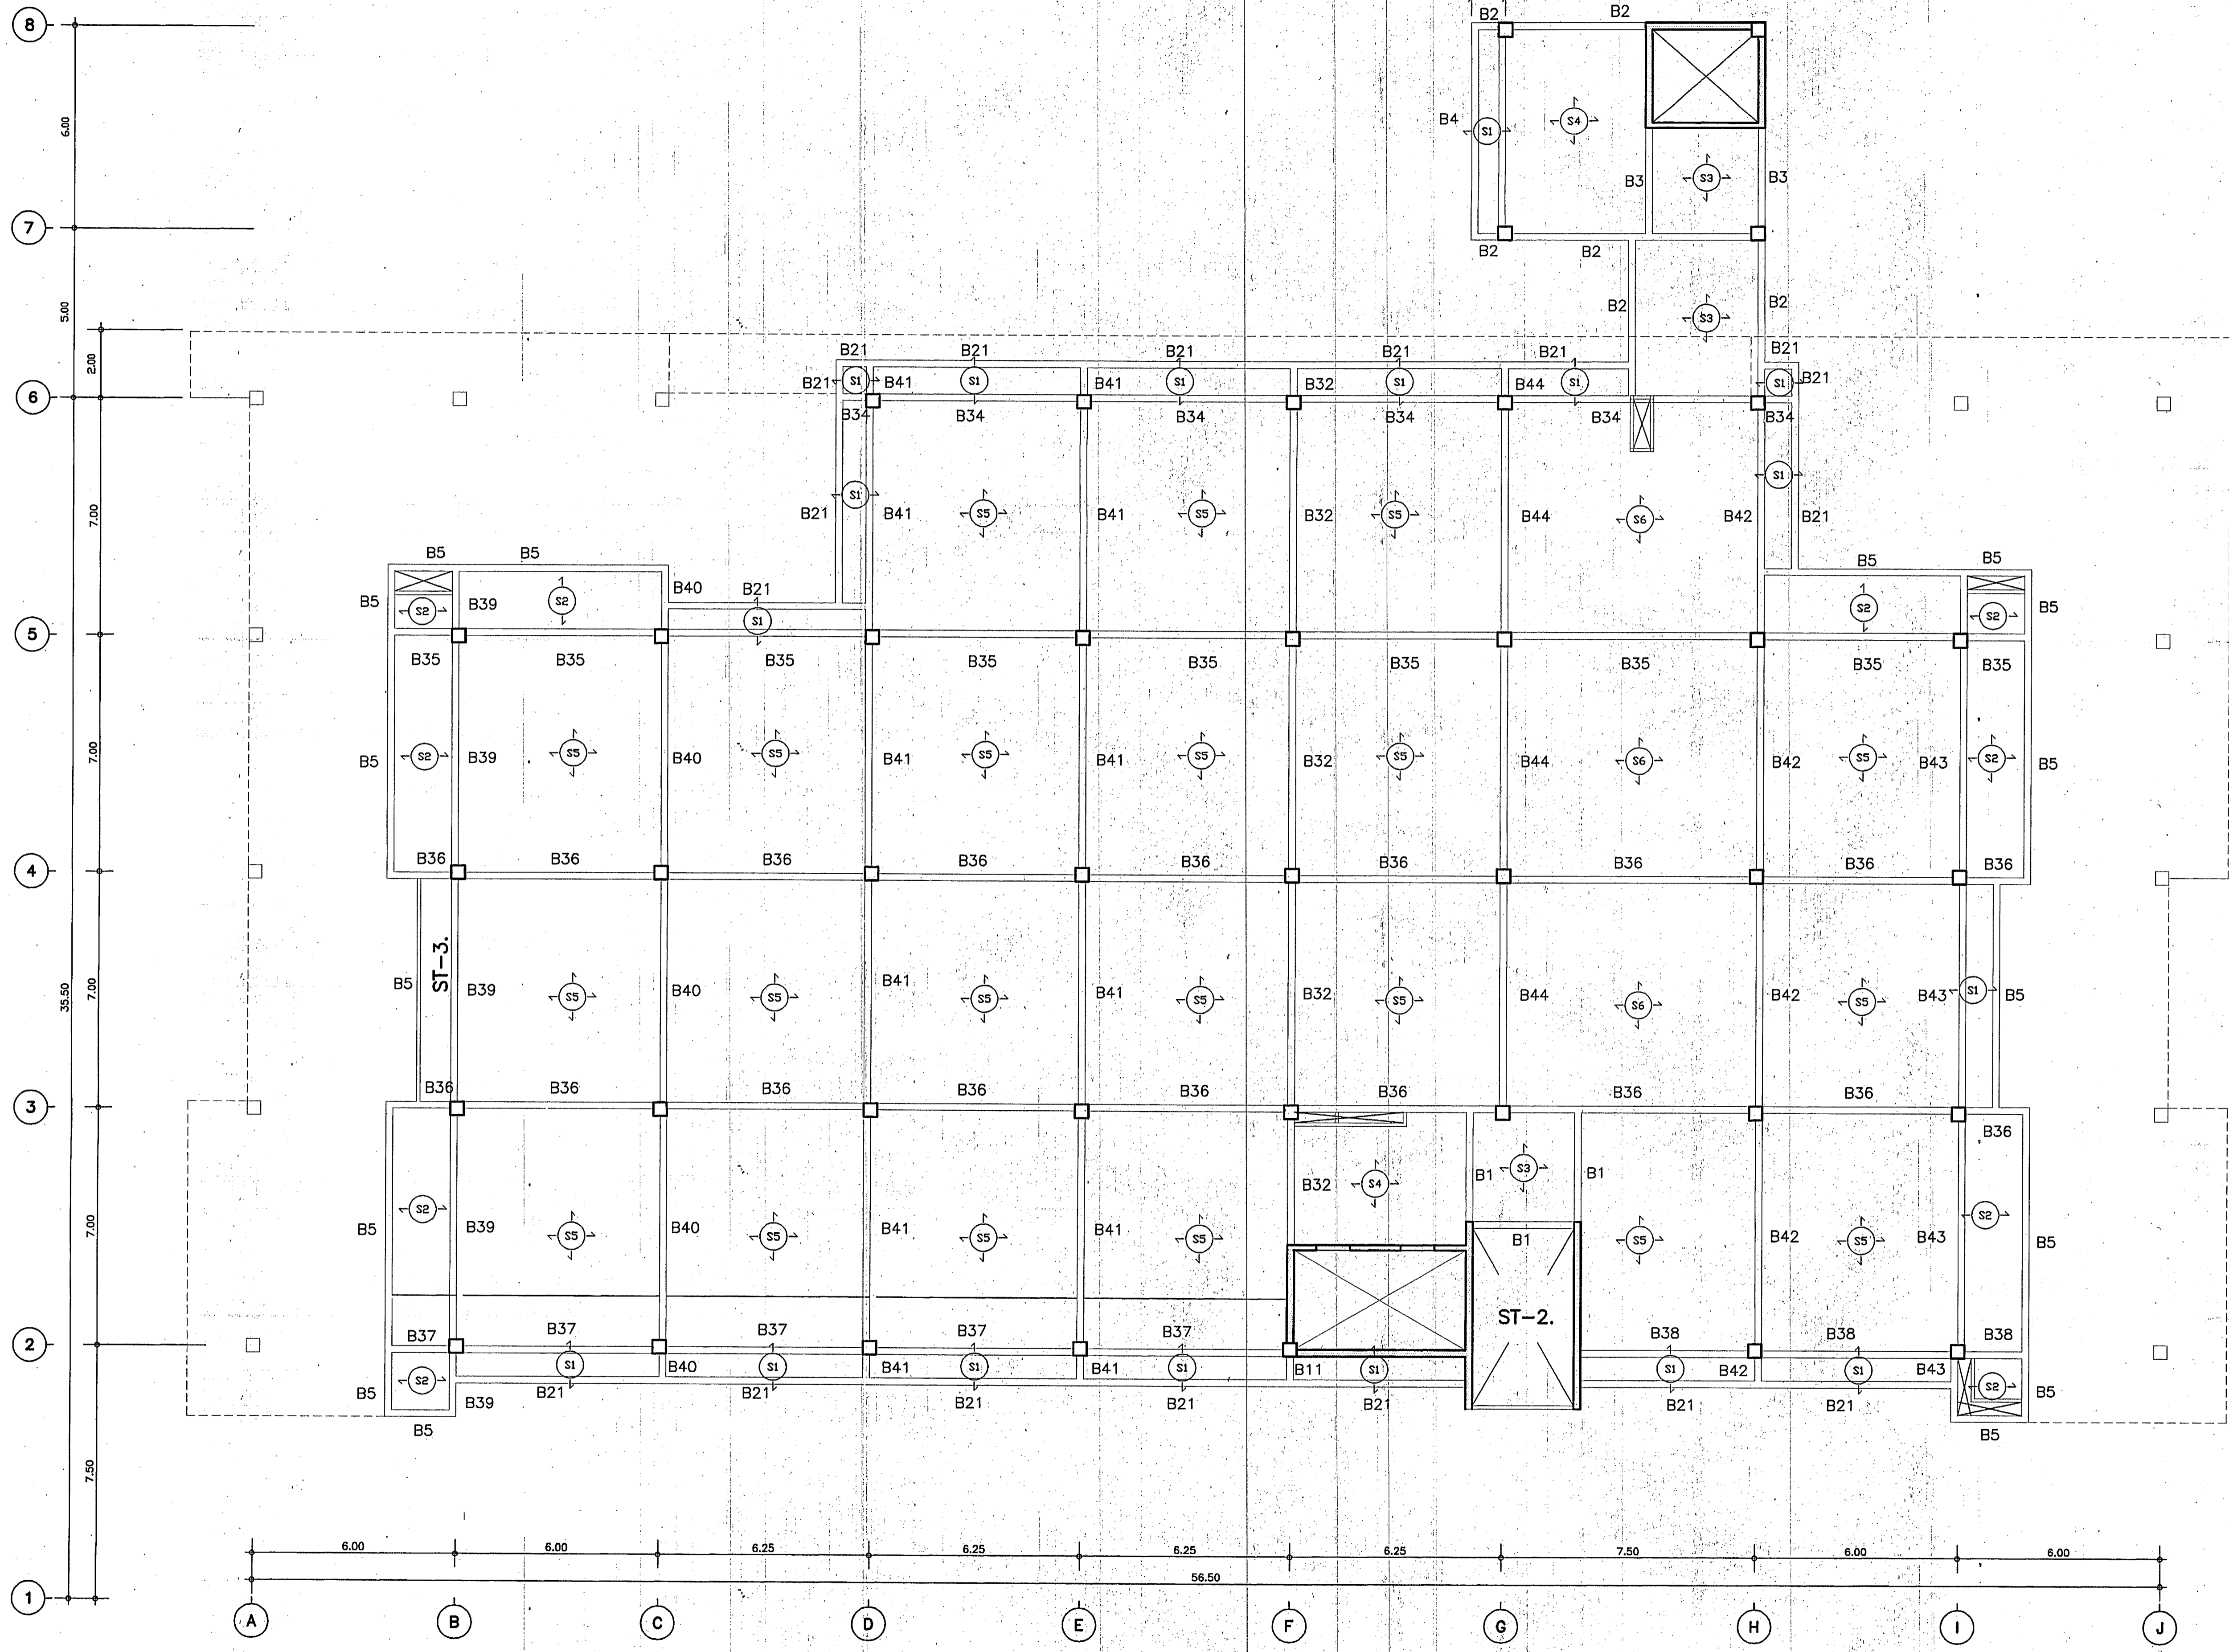 8 B2 B2
6.00 B4 S1 S4 B3 S3 B3
7 B2 B2
5.00 B2 S3 B2
2.00 B21 B21 B21 B21 B21 B21
B21 S1 B41 S1 B41 S1 B32 S1 B44 S1 S1 B21
6 B34 B34 B34 B34 B34 B34
7.00 B21 S1 B41 S5 B41 S5 B32 S5 B44 S6 B42 S1 B21
B5 B5 B5 B5
B5 S2 B39 S2 B40 B21 S1 S2 S2 B5
5
B35 B35 B35 B35 B35 B35 B35 B35 B35
7.00 B5 S2 B39 S5 B40 S5 B41 S5 B41 S5 B32 S5 B44 S6 B42 S5 B43 S2 B5
4 B36 B36 B36 B36 B36 B36 B36 B36 B36
35.50 7.00 B5 ST-3. B39 S5 B40 S5 B41 S5 B41 S5 B32 S5 B44 S6 B42 S5 B43 S1 B5
3 B36 B36 B36 B36 B36 B36 B36 B36
B36
B32 S4 B1 S3 B1
7.00 B5 S2 B39 S5 B40 S5 B41 S5 B41 S5 B1 S5 B42 S5 B43 S2 B5
ST-2.
2 B37 B37 B37 B37 B37 B38 B38 B38
B5 S2 S1 B40 S1 B41 S1 B41 S1 B11 S1 S1 B42 S1 B43 S2 B5
B39 B21 B21 B21 B21 B21 B21 B21
B5 B5
7.50
6.00 6.00 6.25 6.25 6.25 6.25 7.50 6.00 6.00
56.50
1
A B C D E F G H I J